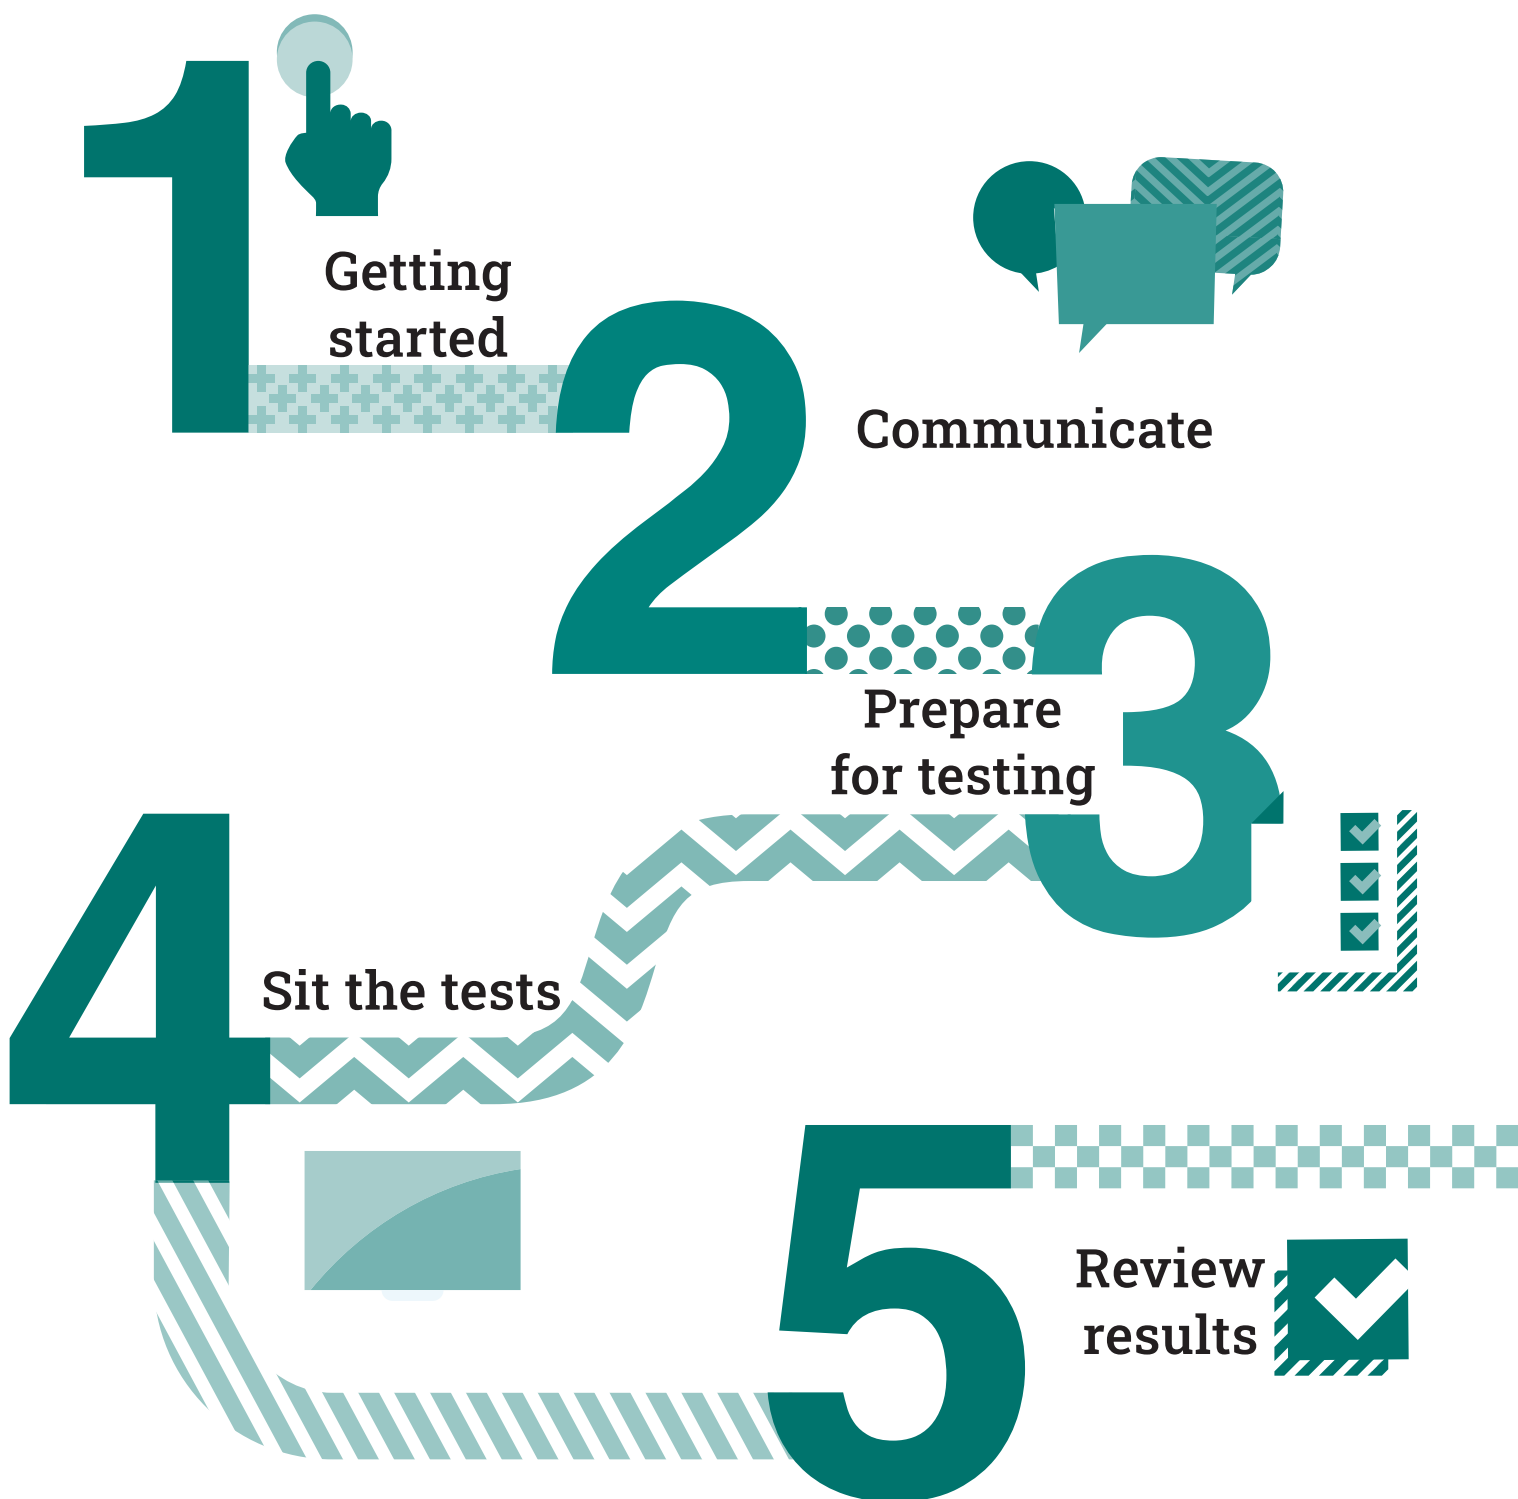 1
Getting
started
2
Communicate
3
Prepare
for testing
4
Sit the tests
5
Review
results